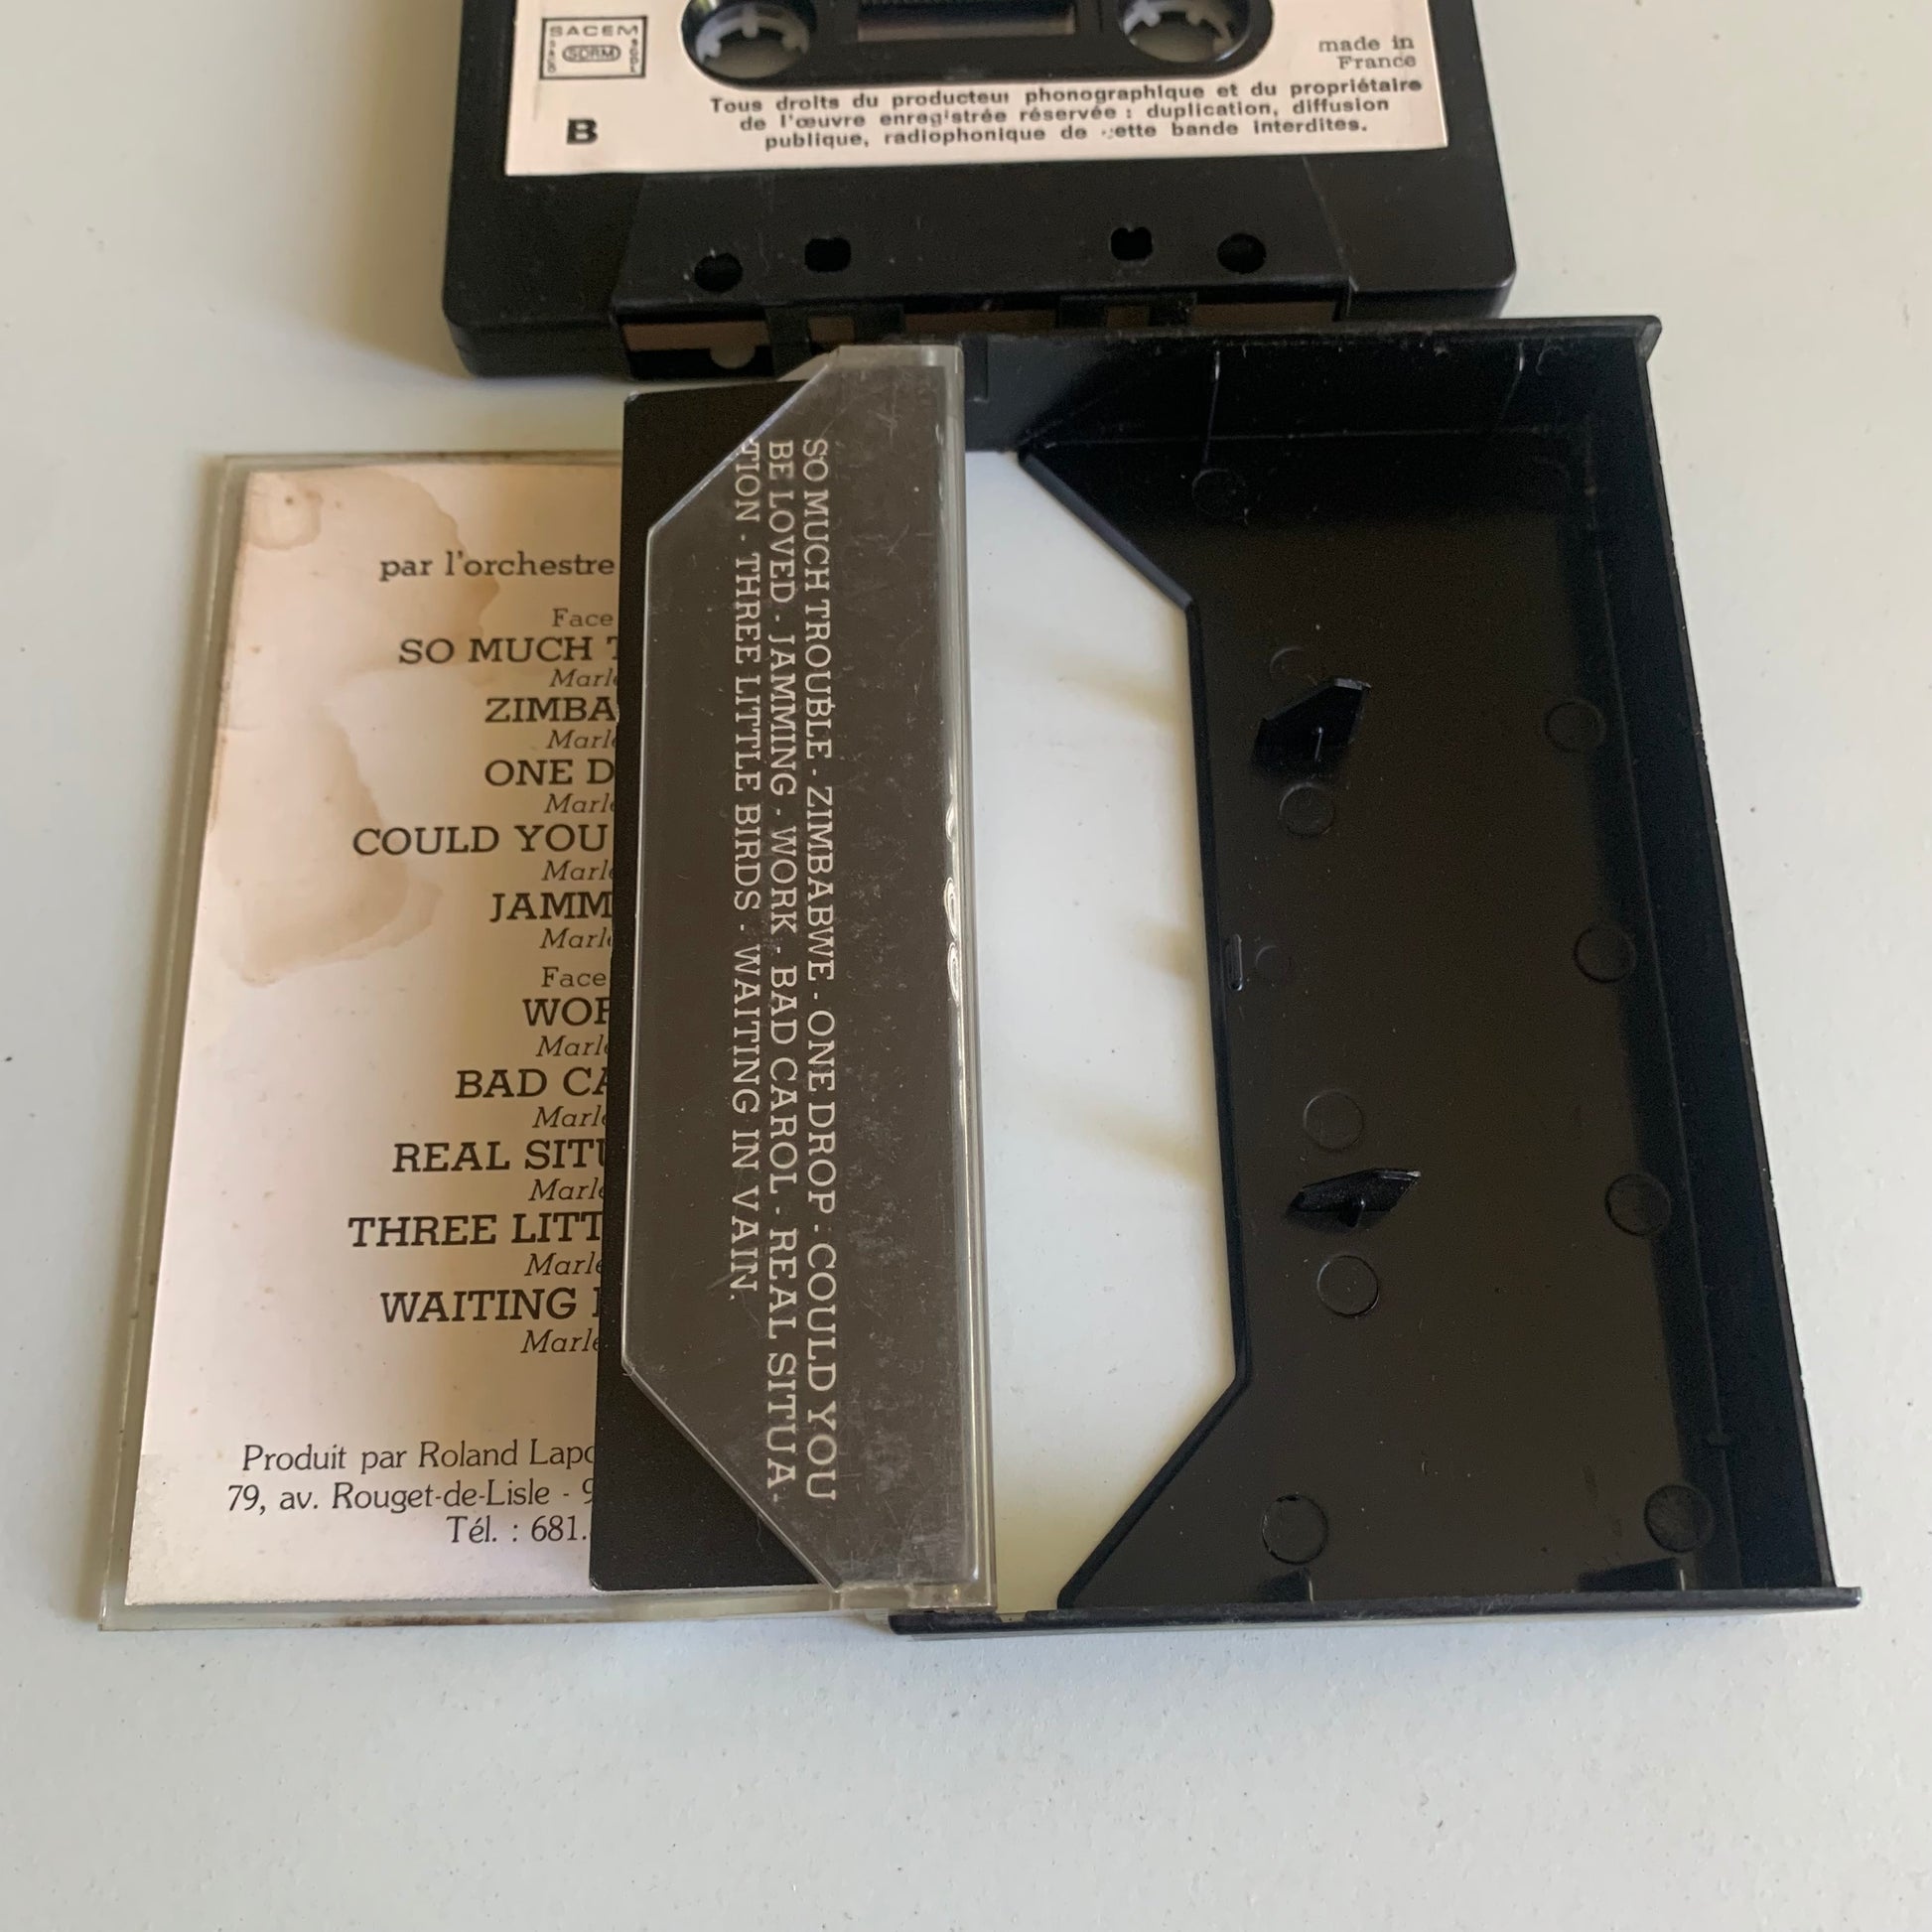 SACEM
SDRM
SACD
SGDL
made in
France
B
Tous droits du producteur phonographique et du propriétaire
de l'œuvre enregistrée réservée : duplication, diffusion
publique, radiophonique de cette bande interdites.
par l'orchestre
Face
SO MUCH T
Marle
ZIMBA
Marle
ONE D
Marle
COULD YOU
Marle
JAMM
Marle
Face
WOR
Marle
BAD CA
Marle
REAL SITU
Marle
THREE LITT
Marle
WAITING I
Marle
Produit par Roland Lapo
79, av. Rouget-de-Lisle - 9
Tél. : 681.
SO MUCH TROUBLE - ZIMBABWE - ONE DROP - COULD YOU
BE LOVED - JAMMING - WORK - BAD CAROL - REAL SITUA-
TION - THREE LITTLE BIRDS - WAITING IN VAIN.